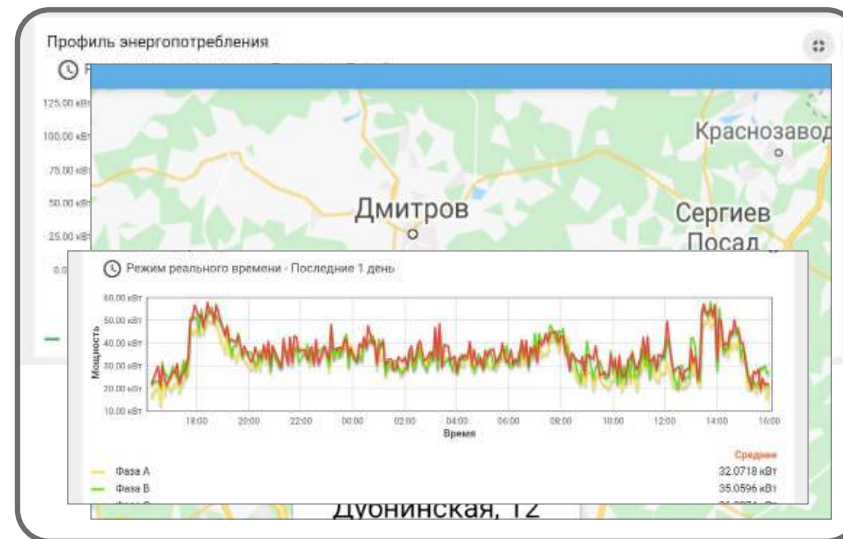 Профиль энергопотребления
125.00 кВт
100.00 кВт
75.00 кВт
50.00 кВт
25.00 кВт
Краснозавод
Дмитров
Сергиев
Посад
Режим реального времени - Последние 1 день
60.00 кВт
50.00 кВт
40.00 кВт
30.00 кВт
20.00 кВт
10.00 кВт
Мощность
18:00 20:00 22:00 00:00 02:00 04:00 06:00 08:00 10:00 12:00 14:00 16:00
Время
Среднее
Фаза A 32.0718 кВт
Фаза B 35.0596 кВт
Дубнинская, 12